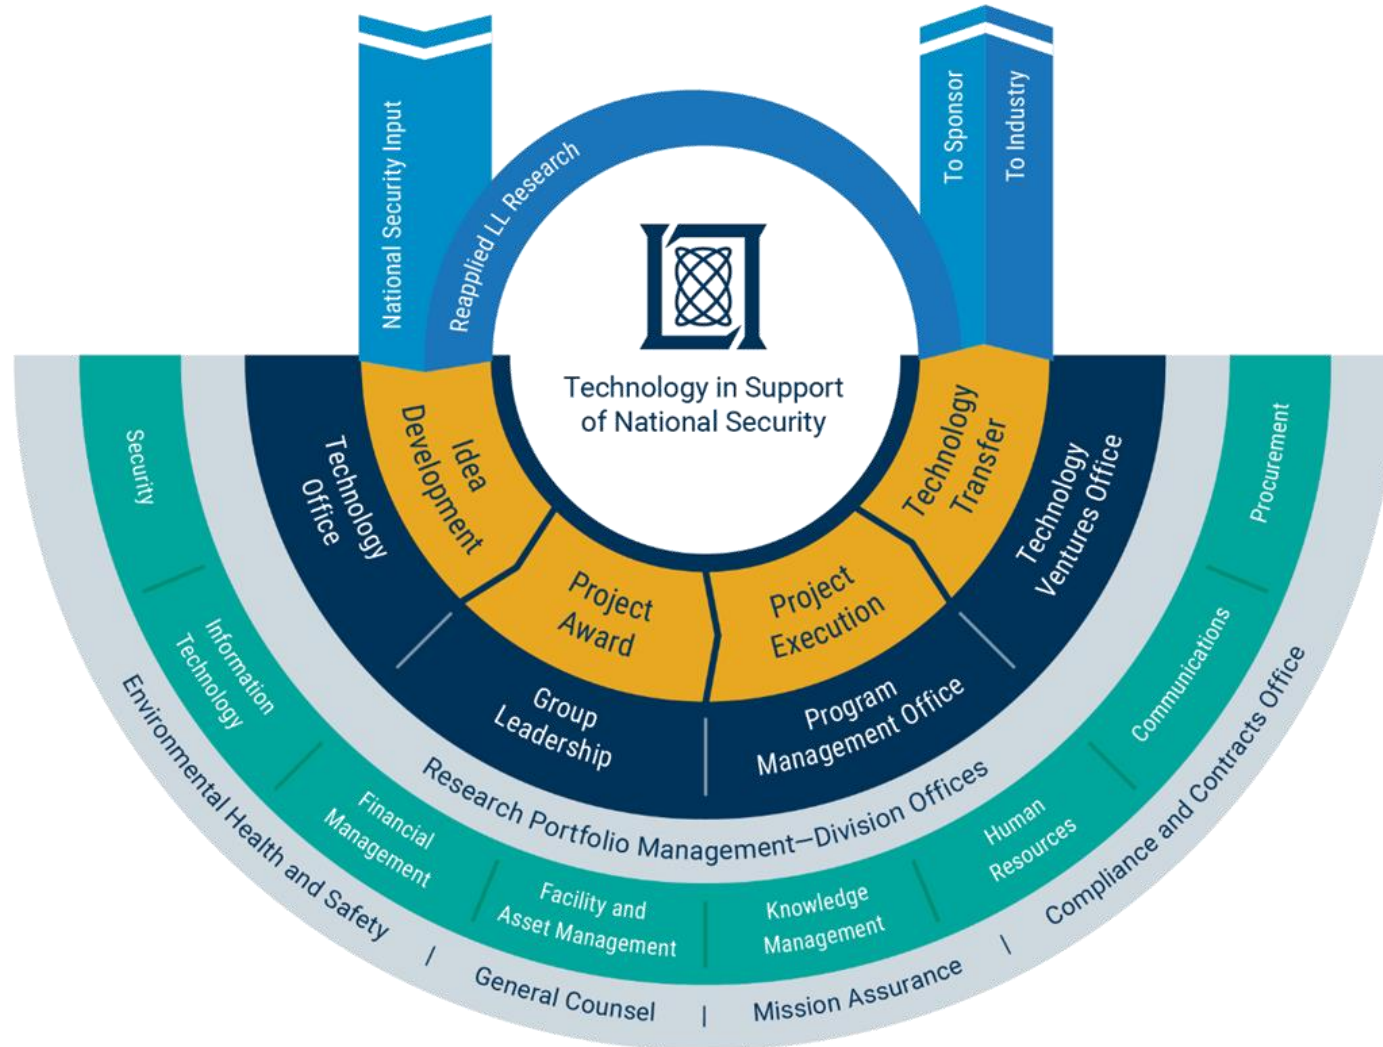 National Security Input
Reapplied LL Research
To Sponsor
To Industry
Technology in Support
of National Security
Idea
Development
Project
Award
Project
Execution
Technology
Transfer
Technology
Office
Group
Leadership
Program
Management Office
Technology
Ventures Office
Research Portfolio Management—Division Offices
Security
Information
Technology
Financial
Management
Facility and
Asset Management
Knowledge
Management
Human
Resources
Communications
Procurement
Environmental Health and Safety | General Counsel | Mission Assurance | Compliance and Contracts Office